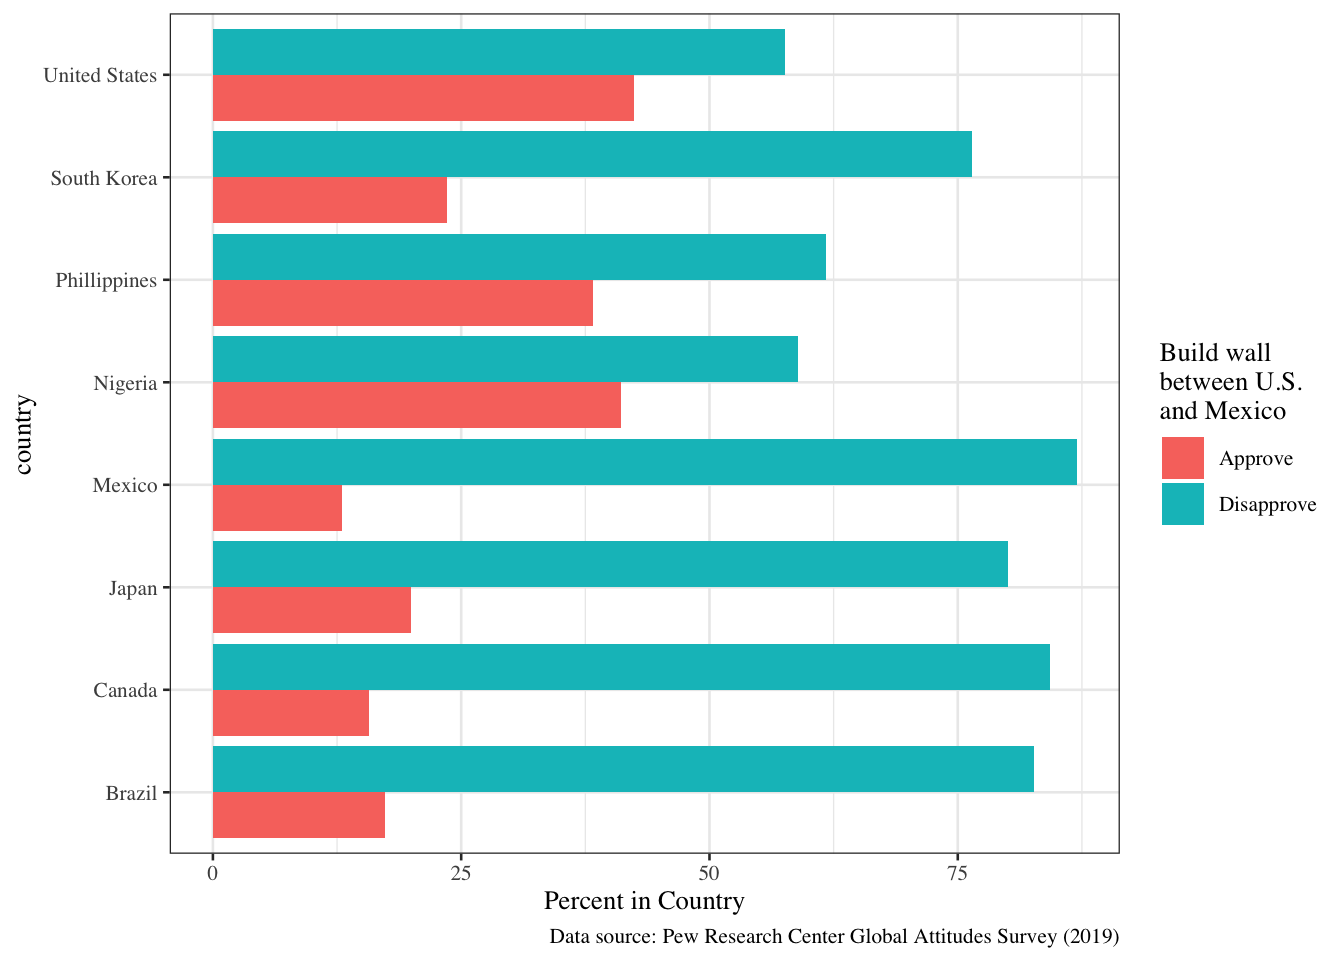 United States
South Korea
Phillippines
Nigeria
Mexico
Japan
Canada
Brazil
country
0 25 50 75
Percent in Country
Data source: Pew Research Center Global Attitudes Survey (2019)
Build wall
between U.S.
and Mexico
Approve
Disapprove